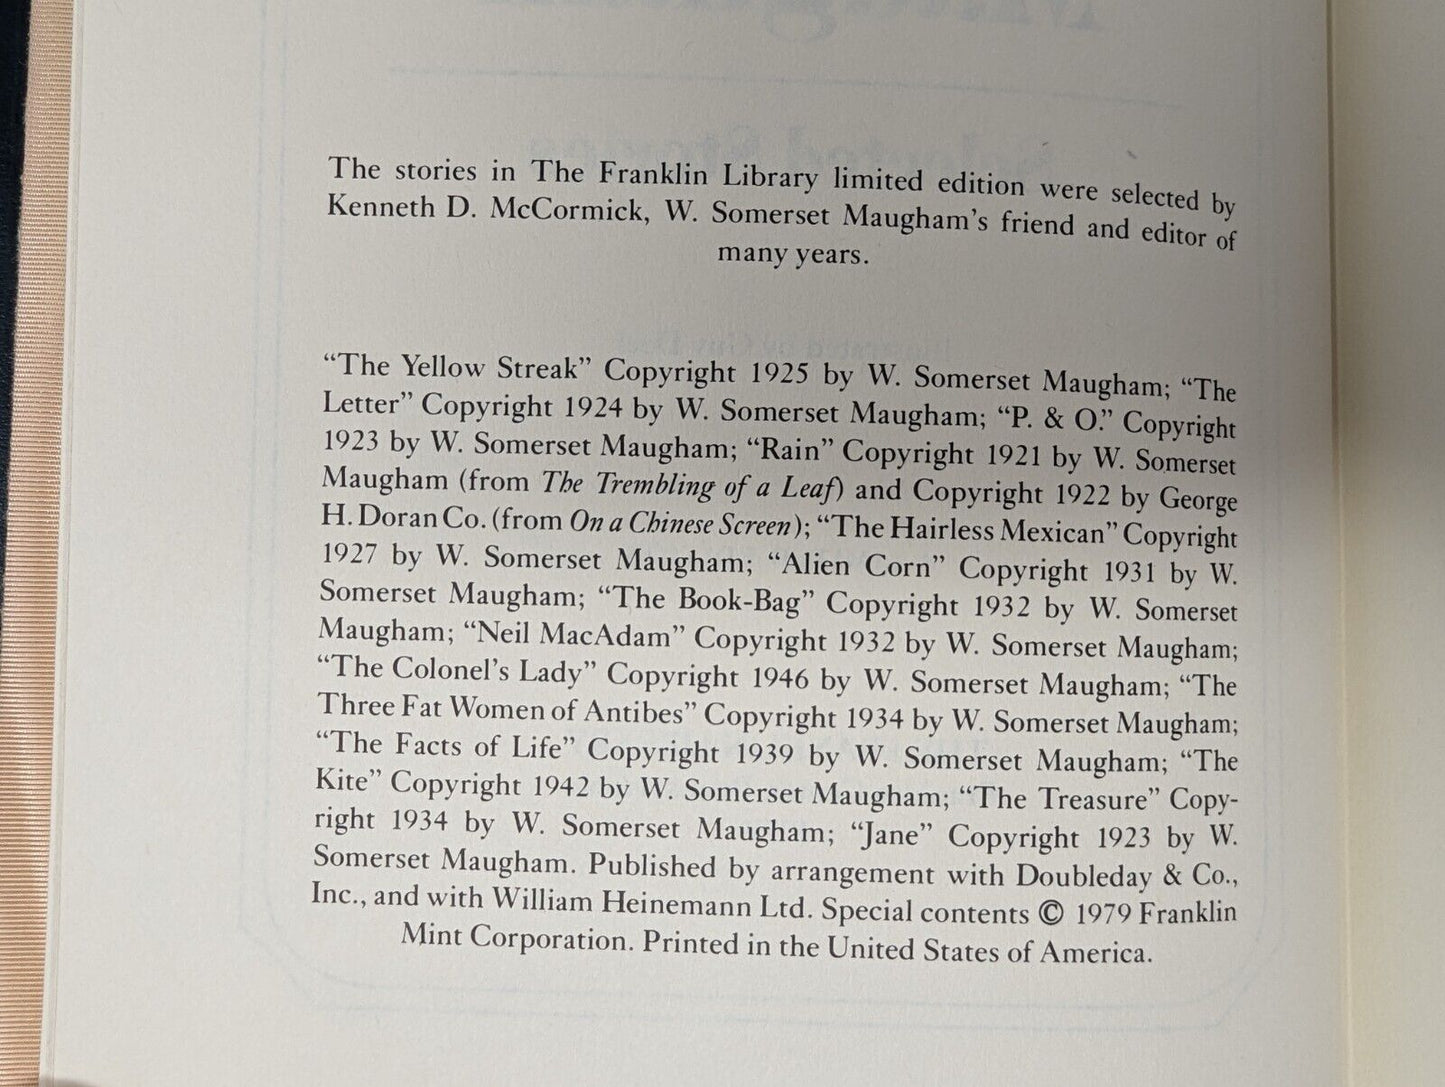 The stories in The Franklin Library limited edition were selected by
Kenneth D. McCormick, W. Somerset Maugham's friend and editor of
many years.
“The Yellow Streak” Copyright 1925 by W. Somerset Maugham; “The
Letter” Copyright 1924 by W. Somerset Maugham; “P. & O.” Copyright
1923 by W. Somerset Maugham; “Rain” Copyright 1921 by W. Somerset
Maugham (from The Trembling of a Leaf) and Copyright 1922 by George
H. Doran Co. (from On a Chinese Screen); “The Hairless Mexican” Copyright
1927 by W. Somerset Maugham; “Alien Corn” Copyright 1931 by W.
Somerset Maugham; “The Book-Bag” Copyright 1932 by W. Somerset
Maugham; “Neil MacAdam” Copyright 1932 by W. Somerset Maugham;
“The Colonel's Lady” Copyright 1946 by W. Somerset Maugham; “The
Three Fat Women of Antibes” Copyright 1934 by W. Somerset Maugham;
“The Facts of Life” Copyright 1939 by W. Somerset Maugham; “The
Kite” Copyright 1942 by W. Somerset Maugham; “The Treasure” Copy-
right 1934 by W. Somerset Maugham; “Jane” Copyright 1923 by W.
Somerset Maugham. Published by arrangement with Doubleday & Co.,
Inc., and with William Heinemann Ltd. Special contents © 1979 Franklin
Mint Corporation. Printed in the United States of America.